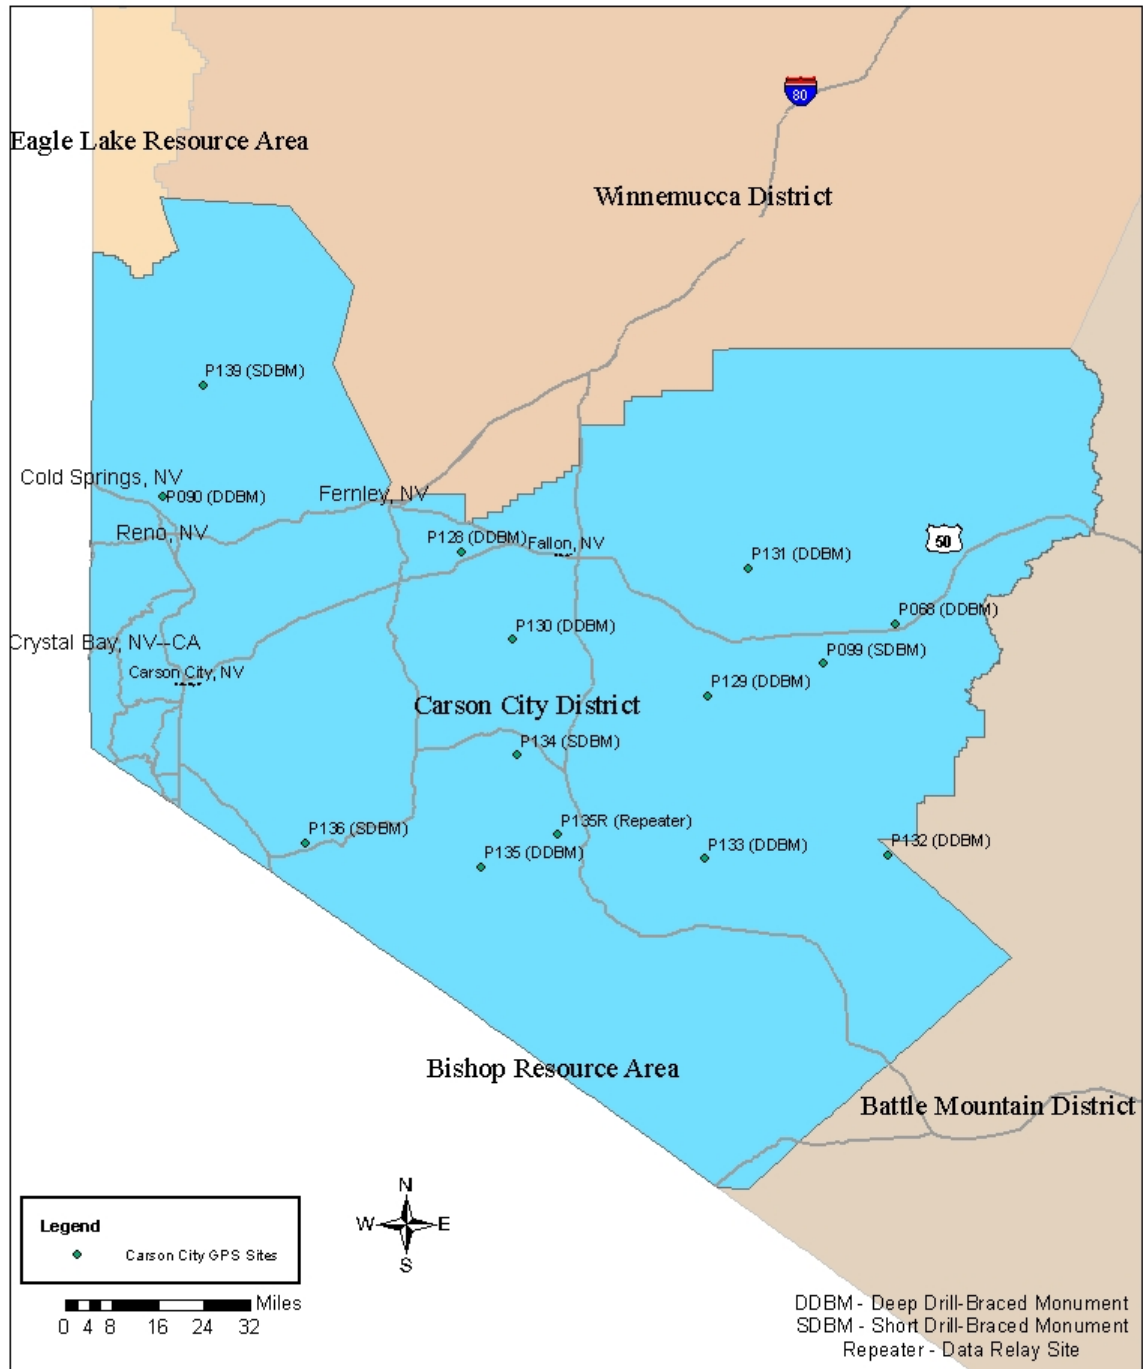 80
Eagle Lake Resource Area
Winnemucca District
P139 (SDBM)
Cold Springs, NV
P090 (DDBM)
Fernley, NV
Reno, NV
P128 (DDBM)
Fallon, NV
50
P131 (DDBM)
P068 (DDBM)
P130 (DDBM)
Crystal Bay, NV--CA
P099 (SDBM)
Carson City, NV
P129 (DDBM)
Carson City District
P134 (SDBM)
P135R (Repeater)
P136 (SDBM)
P135 (DDBM)
P133 (DDBM)
P132 (DDBM)
Bishop Resource Area
Battle Mountain District
N
W E
S
Legend
Carson City GPS Sites
Miles
0 4 8 16 24 32
DDBM - Deep Drill-Braced Monument
SDBM - Short Drill-Braced Monument
Repeater - Data Relay Site